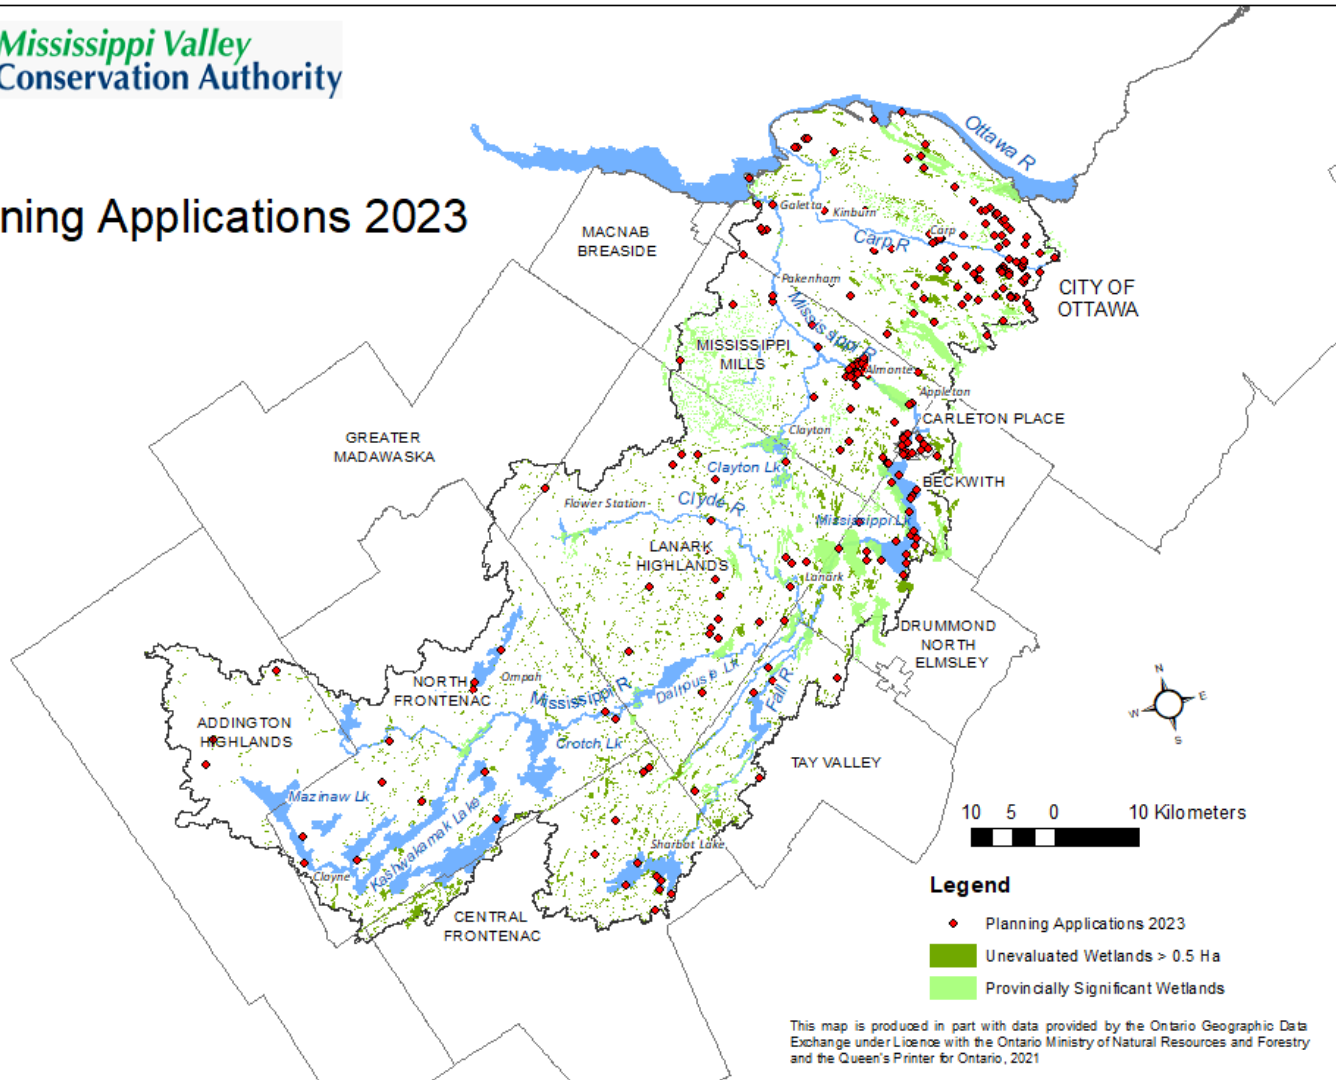 Mississippi Valley
Conservation Authority
ning Applications 2023
Ottawa R
Galetta
Kinburn
Carp
Carp R
MACNAB
BREASIDE
Pakenham
CITY OF
OTTAWA
Mississippi R
MISSISSIPPI
MILLS
Almonte
Appleton
CARLETON PLACE
Clayton
GREATER
MADAWASKA
Clayton Lk
BECKWITH
Flower Station
Clyde R
Mississippi Lk
LANARK
HIGHLANDS
Lanark
DRUMMOND
NORTH
ELMSLEY
Ompah
NORTH
FRONTENAC
Mississippi R
Dalhousie Lk
Fall R
ADDINGTON
HIGHLANDS
Crotch Lk
TAY VALLEY
Mazinaw Lk
Kashwakamak Lake
Sharbot Lake
Cloyne
CENTRAL
FRONTENAC
N
W E
S
10 5 0 10 Kilometers
Legend
Planning Applications 2023
Unevaluated Wetlands > 0.5 Ha
Provincially Significant Wetlands
This map is produced in part with data provided by the Ontario Geographic Data
Exchange under Licence with the Ontario Ministry of Natural Resources and Forestry
and the Queen's Printer for Ontario, 2021